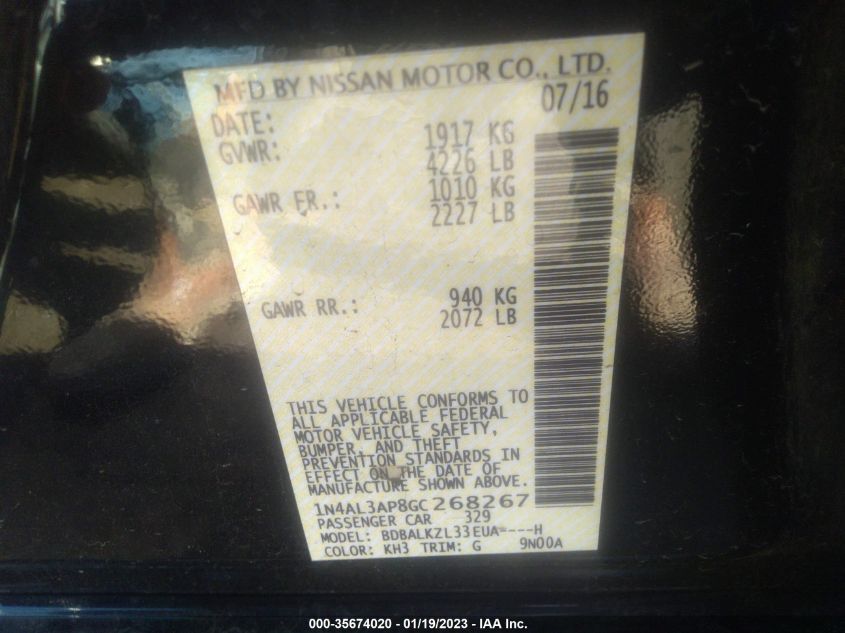 MFD BY NISSAN MOTOR CO., LTD.
DATE: 07/16
GVWR: 1917 KG
4226 LB
GAWR FR.: 1010 KG
2227 LB
GAWR RR.: 940 KG
2072 LB
THIS VEHICLE CONFORMS TO
ALL APPLICABLE FEDERAL
MOTOR VEHICLE SAFETY,
BUMPER, AND THEFT
PREVENTION STANDARDS IN
EFFECT ON THE DATE OF
MANUFACTURE SHOWN ABOVE.
1N4AL3AP8GC268267
PASSENGER CAR 329
MODEL: BDBALKZL33EUA----H
COLOR: KH3 TRIM: G 9N00A
000-35674020 - 01/19/2023 - IAA Inc.